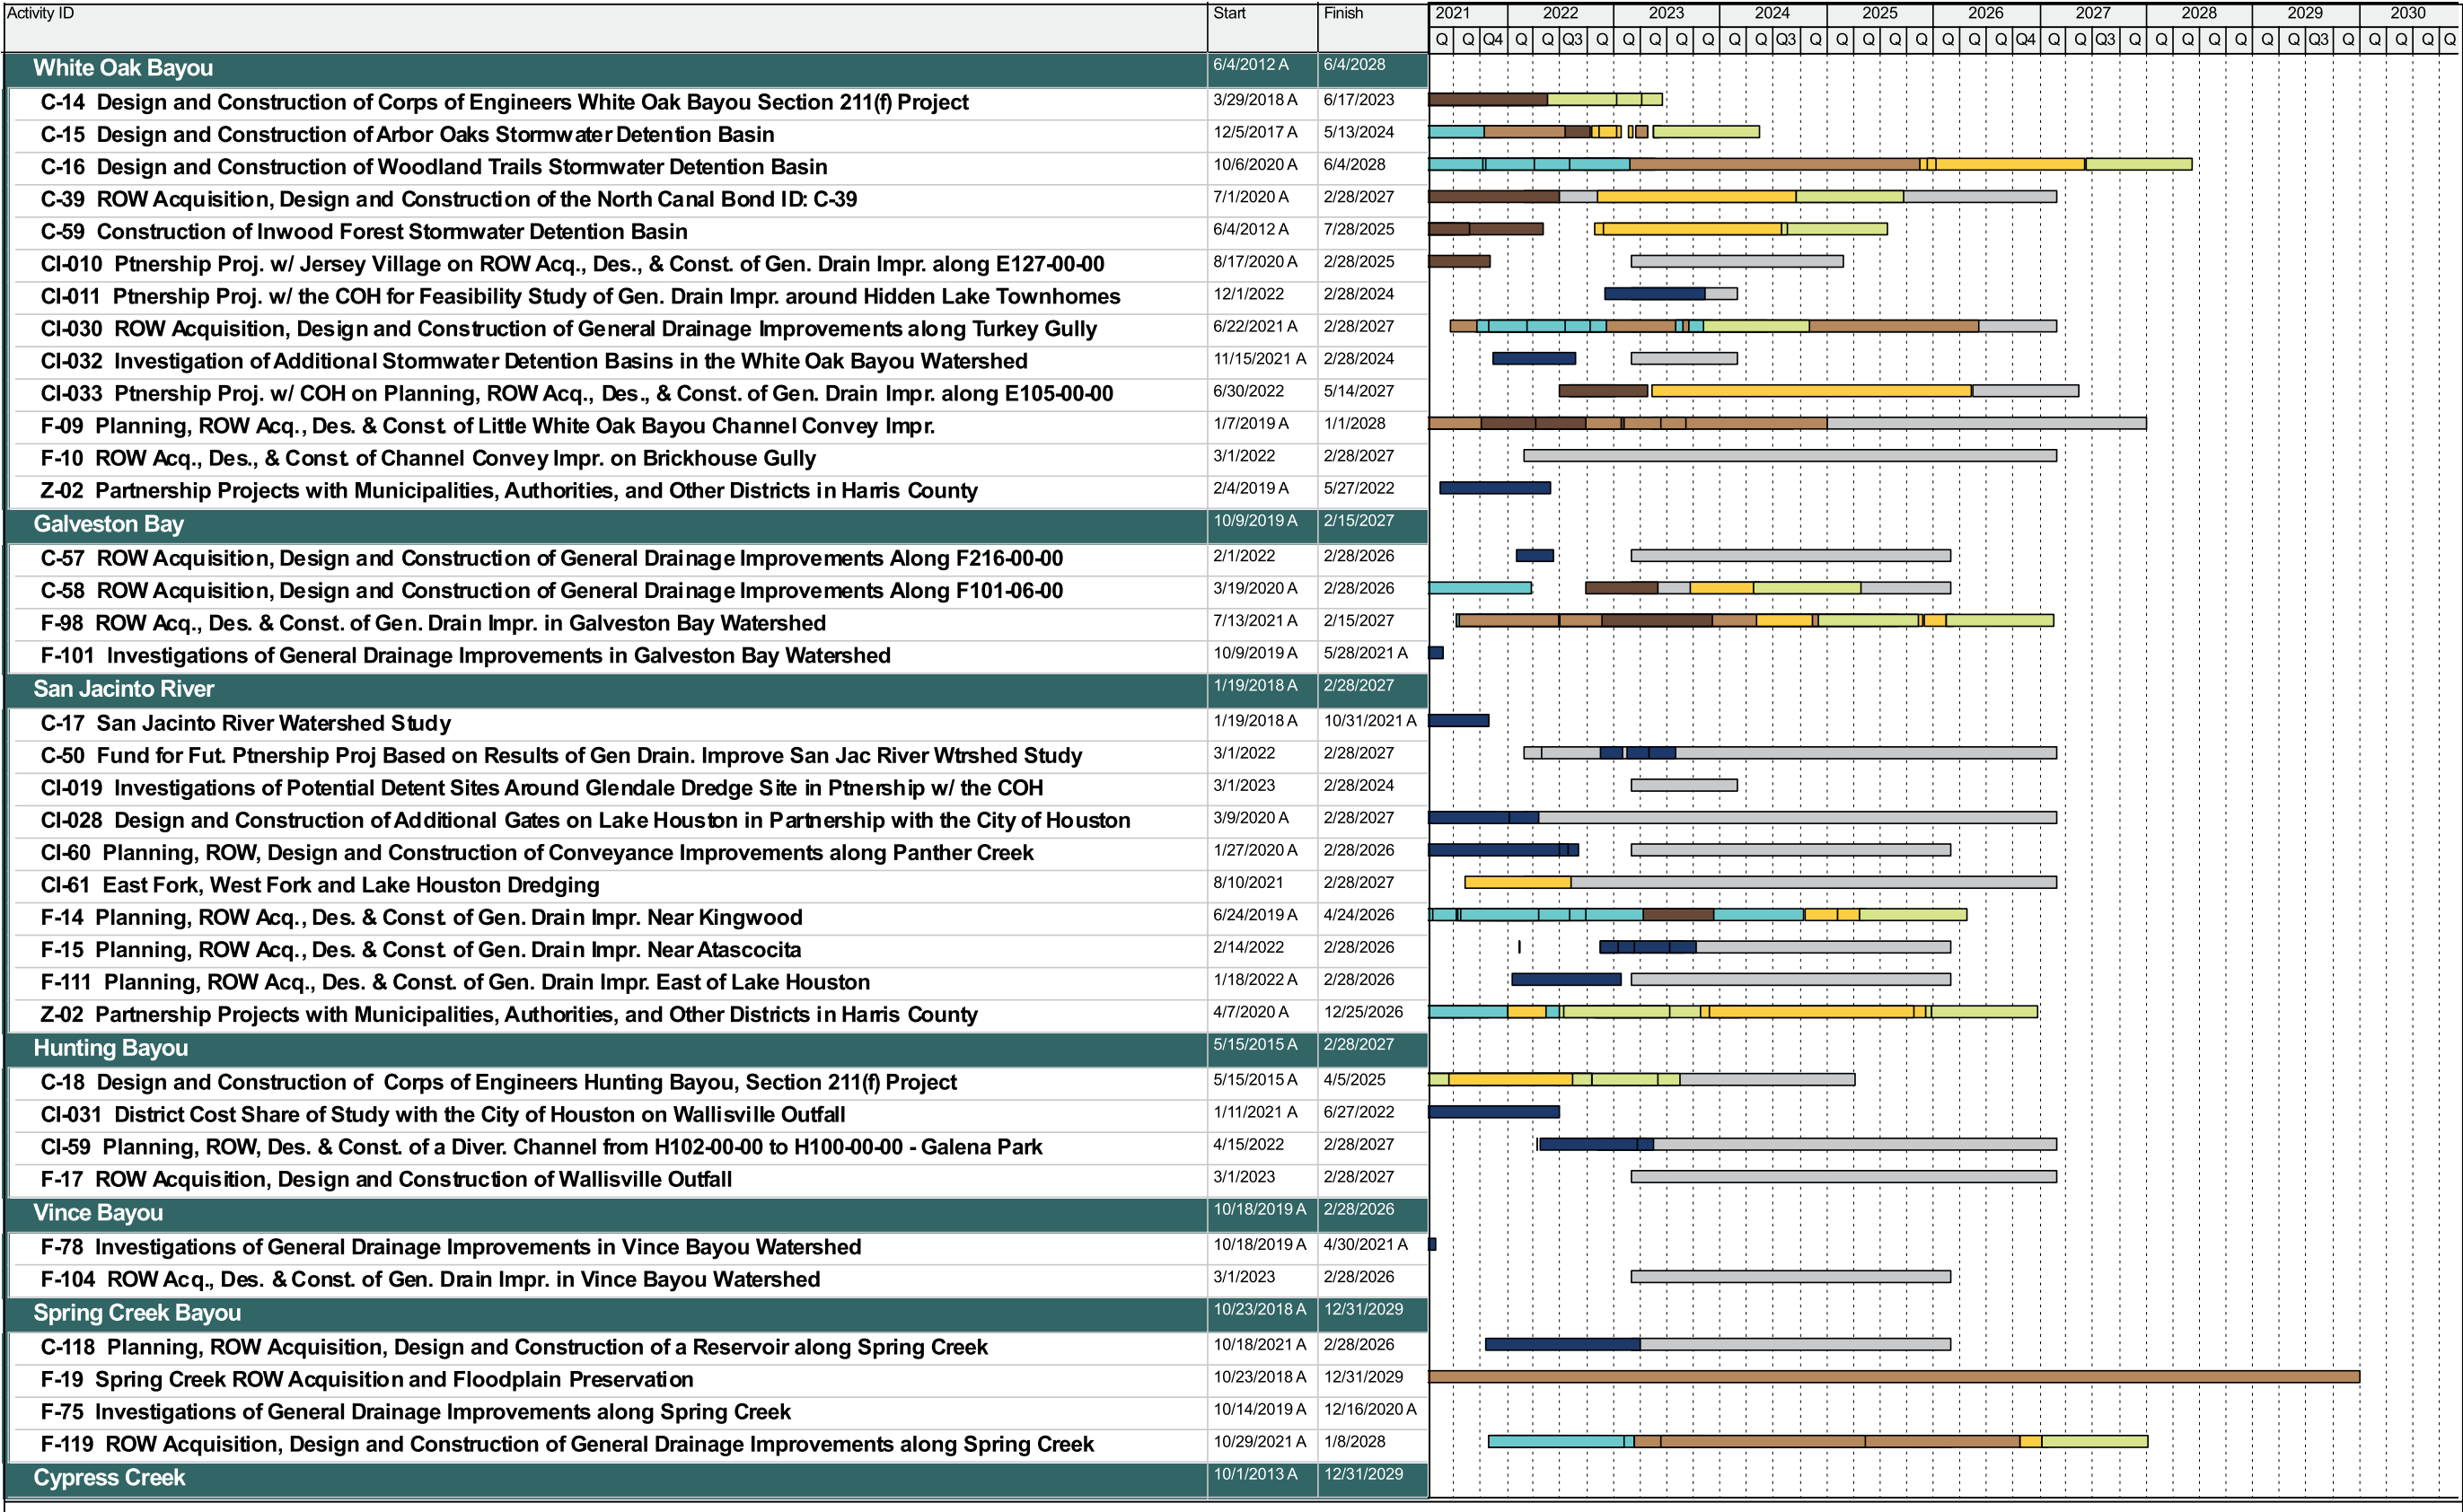 Activity ID Start Finish 2021 2022 2023 2024 2025 2026 2027 2028 2029 2030
Q Q Q4 Q Q Q3 Q Q Q Q Q Q Q Q3 Q Q Q Q Q Q Q Q Q4 Q Q Q3 Q Q Q Q Q Q Q Q3 Q Q Q Q Q
White Oak Bayou 6/4/2012 A 6/4/2028
C-14 Design and Construction of Corps of Engineers White Oak Bayou Section 211(f) Project 3/29/2018 A 6/17/2023
C-15 Design and Construction of Arbor Oaks Stormwater Detention Basin 12/5/2017 A 5/13/2024
C-16 Design and Construction of Woodland Trails Stormwater Detention Basin 10/6/2020 A 6/4/2028
C-39 ROW Acquisition, Design and Construction of the North Canal Bond ID: C-39 7/1/2020 A 2/28/2027
C-59 Construction of Inwood Forest Stormwater Detention Basin 6/4/2012 A 7/28/2025
CI-010 Ptnership Proj. w/ Jersey Village on ROW Acq., Des., & Const. of Gen. Drain Impr. along E127-00-00 8/17/2020 A 2/28/2025
CI-011 Ptnership Proj. w/ the COH for Feasibility Study of Gen. Drain Impr. around Hidden Lake Townhomes 12/1/2022 2/28/2024
CI-030 ROW Acquisition, Design and Construction of General Drainage Improvements along Turkey Gully 6/22/2021 A 2/28/2027
CI-032 Investigation of Additional Stormwater Detention Basins in the White Oak Bayou Watershed 11/15/2021 A 2/28/2024
CI-033 Ptnership Proj. w/ COH on Planning, ROW Acq., Des., & Const. of Gen. Drain Impr. along E105-00-00 6/30/2022 5/14/2027
F-09 Planning, ROW Acq., Des. & Const. of Little White Oak Bayou Channel Convey Impr. 1/7/2019 A 1/1/2028
F-10 ROW Acq., Des., & Const. of Channel Convey Impr. on Brickhouse Gully 3/1/2022 2/28/2027
Z-02 Partnership Projects with Municipalities, Authorities, and Other Districts in Harris County 2/4/2019 A 5/27/2022
Galveston Bay 10/9/2019 A 2/15/2027
C-57 ROW Acquisition, Design and Construction of General Drainage Improvements Along F216-00-00 2/1/2022 2/28/2026
C-58 ROW Acquisition, Design and Construction of General Drainage Improvements Along F101-06-00 3/19/2020 A 2/28/2026
F-98 ROW Acq., Des. & Const. of Gen. Drain Impr. in Galveston Bay Watershed 7/13/2021 A 2/15/2027
F-101 Investigations of General Drainage Improvements in Galveston Bay Watershed 10/9/2019 A 5/28/2021 A
San Jacinto River 1/19/2018 A 2/28/2027
C-17 San Jacinto River Watershed Study 1/19/2018 A 10/31/2021 A
C-50 Fund for Fut. Ptnership Proj Based on Results of Gen Drain. Improve San Jac River Wtrshed Study 3/1/2022 2/28/2027
CI-019 Investigations of Potential Detent Sites Around Glendale Dredge Site in Ptnership w/ the COH 3/1/2023 2/28/2024
CI-028 Design and Construction of Additional Gates on Lake Houston in Partnership with the City of Houston 3/9/2020 A 2/28/2027
CI-60 Planning, ROW, Design and Construction of Conveyance Improvements along Panther Creek 1/27/2020 A 2/28/2026
CI-61 East Fork, West Fork and Lake Houston Dredging 8/10/2021 2/28/2027
F-14 Planning, ROW Acq., Des. & Const. of Gen. Drain Impr. Near Kingwood 6/24/2019 A 4/24/2026
F-15 Planning, ROW Acq., Des. & Const. of Gen. Drain Impr. Near Atascocita 2/14/2022 2/28/2026
F-111 Planning, ROW Acq., Des. & Const. of Gen. Drain Impr. East of Lake Houston 1/18/2022 A 2/28/2026
Z-02 Partnership Projects with Municipalities, Authorities, and Other Districts in Harris County 4/7/2020 A 12/25/2026
Hunting Bayou 5/15/2015 A 2/28/2027
C-18 Design and Construction of Corps of Engineers Hunting Bayou, Section 211(f) Project 5/15/2015 A 4/5/2025
CI-031 District Cost Share of Study with the City of Houston on Wallisville Outfall 1/11/2021 A 6/27/2022
CI-59 Planning, ROW, Des. & Const. of a Diver. Channel from H102-00-00 to H100-00-00 - Galena Park 4/15/2022 2/28/2027
F-17 ROW Acquisition, Design and Construction of Wallisville Outfall 3/1/2023 2/28/2027
Vince Bayou 10/18/2019 A 2/28/2026
F-78 Investigations of General Drainage Improvements in Vince Bayou Watershed 10/18/2019 A 4/30/2021 A
F-104 ROW Acq., Des. & Const. of Gen. Drain Impr. in Vince Bayou Watershed 3/1/2023 2/28/2026
Spring Creek Bayou 10/23/2018 A 12/31/2029
C-118 Planning, ROW Acquisition, Design and Construction of a Reservoir along Spring Creek 10/18/2021 A 2/28/2026
F-19 Spring Creek ROW Acquisition and Floodplain Preservation 10/23/2018 A 12/31/2029
F-75 Investigations of General Drainage Improvements along Spring Creek 10/14/2019 A 12/16/2020 A
F-119 ROW Acquisition, Design and Construction of General Drainage Improvements along Spring Creek 10/29/2021 A 1/8/2028
Cypress Creek 10/1/2013 A 12/31/2029